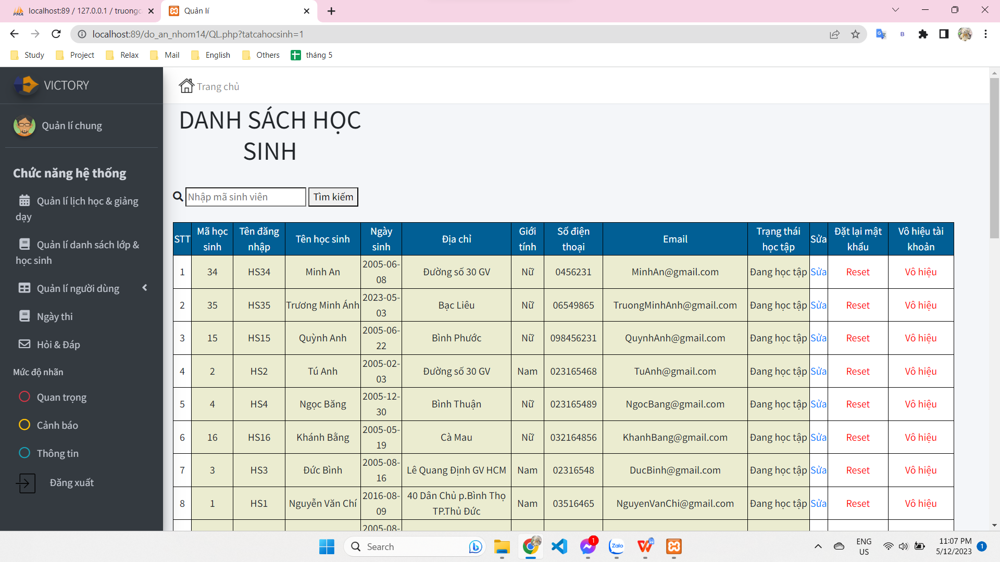 localhost:89 / 127.0.0.1 / truongc
Quản lí
localhost:89/do_an_nhom14/QL.php?tatcahocsinh=1
Study
Project
Relax
Mail
English
Others
tháng 5
VICTORY
Quản lí chung
Chức năng hệ thống
Quản lí lịch học & giảng
dạy
Quản lí danh sách lớp &
học sinh
Quản lí người dùng
Ngày thi
Hỏi & Đáp
Mức độ nhãn
Quan trọng
Cảnh báo
Thông tin
Đăng xuất
Trang chủ
DANH SÁCH HỌC
SINH
Nhập mã sinh viên Tìm kiếm
STT Mã học sinh Tên đăng nhập Tên học sinh Ngày sinh Địa chỉ Giới tính Số điện thoại Email Trạng thái học tập Sửa Đặt lại mật khẩu Vô hiệu tài khoản
1 34 HS34 Minh An 2005-06-08 Đường số 30 GV Nữ 0456231 MinhAn@gmail.com Đang học tập Sửa Reset Vô hiệu
2 35 HS35 Trương Minh Ánh 2023-05-03 Bạc Liêu Nữ 06549865 TruongMinhAnh@gmail.com Đang học tập Sửa Reset Vô hiệu
3 15 HS15 Quỳnh Anh 2005-06-22 Bình Phước Nữ 098456231 QuynhAnh@gmail.com Đang học tập Sửa Reset Vô hiệu
4 2 HS2 Tú Anh 2005-02-03 Đường số 30 GV Nam 023165468 TuAnh@gmail.com Đang học tập Sửa Reset Vô hiệu
5 4 HS4 Ngọc Băng 2005-12-30 Bình Thuận Nữ 023165489 NgocBang@gmail.com Đang học tập Sửa Reset Vô hiệu
6 16 HS16 Khánh Bằng 2005-05-19 Cà Mau Nữ 032164856 KhanhBang@gmail.com Đang học tập Sửa Reset Vô hiệu
7 3 HS3 Đức Bình 2005-08-16 Lê Quang Định GV HCM Nam 02316548 DucBinh@gmail.com Đang học tập Sửa Reset Vô hiệu
8 1 HS1 Nguyễn Văn Chí 2016-08-09 40 Dân Chủ p.Bình Thọ TP.Thủ Đức Nam 03516465 NguyenVanChi@gmail.com Đang học tập Sửa Reset Vô hiệu
2005-08-
Search
1
Zalo
ENG
US
11:07 PM
5/12/2023
1